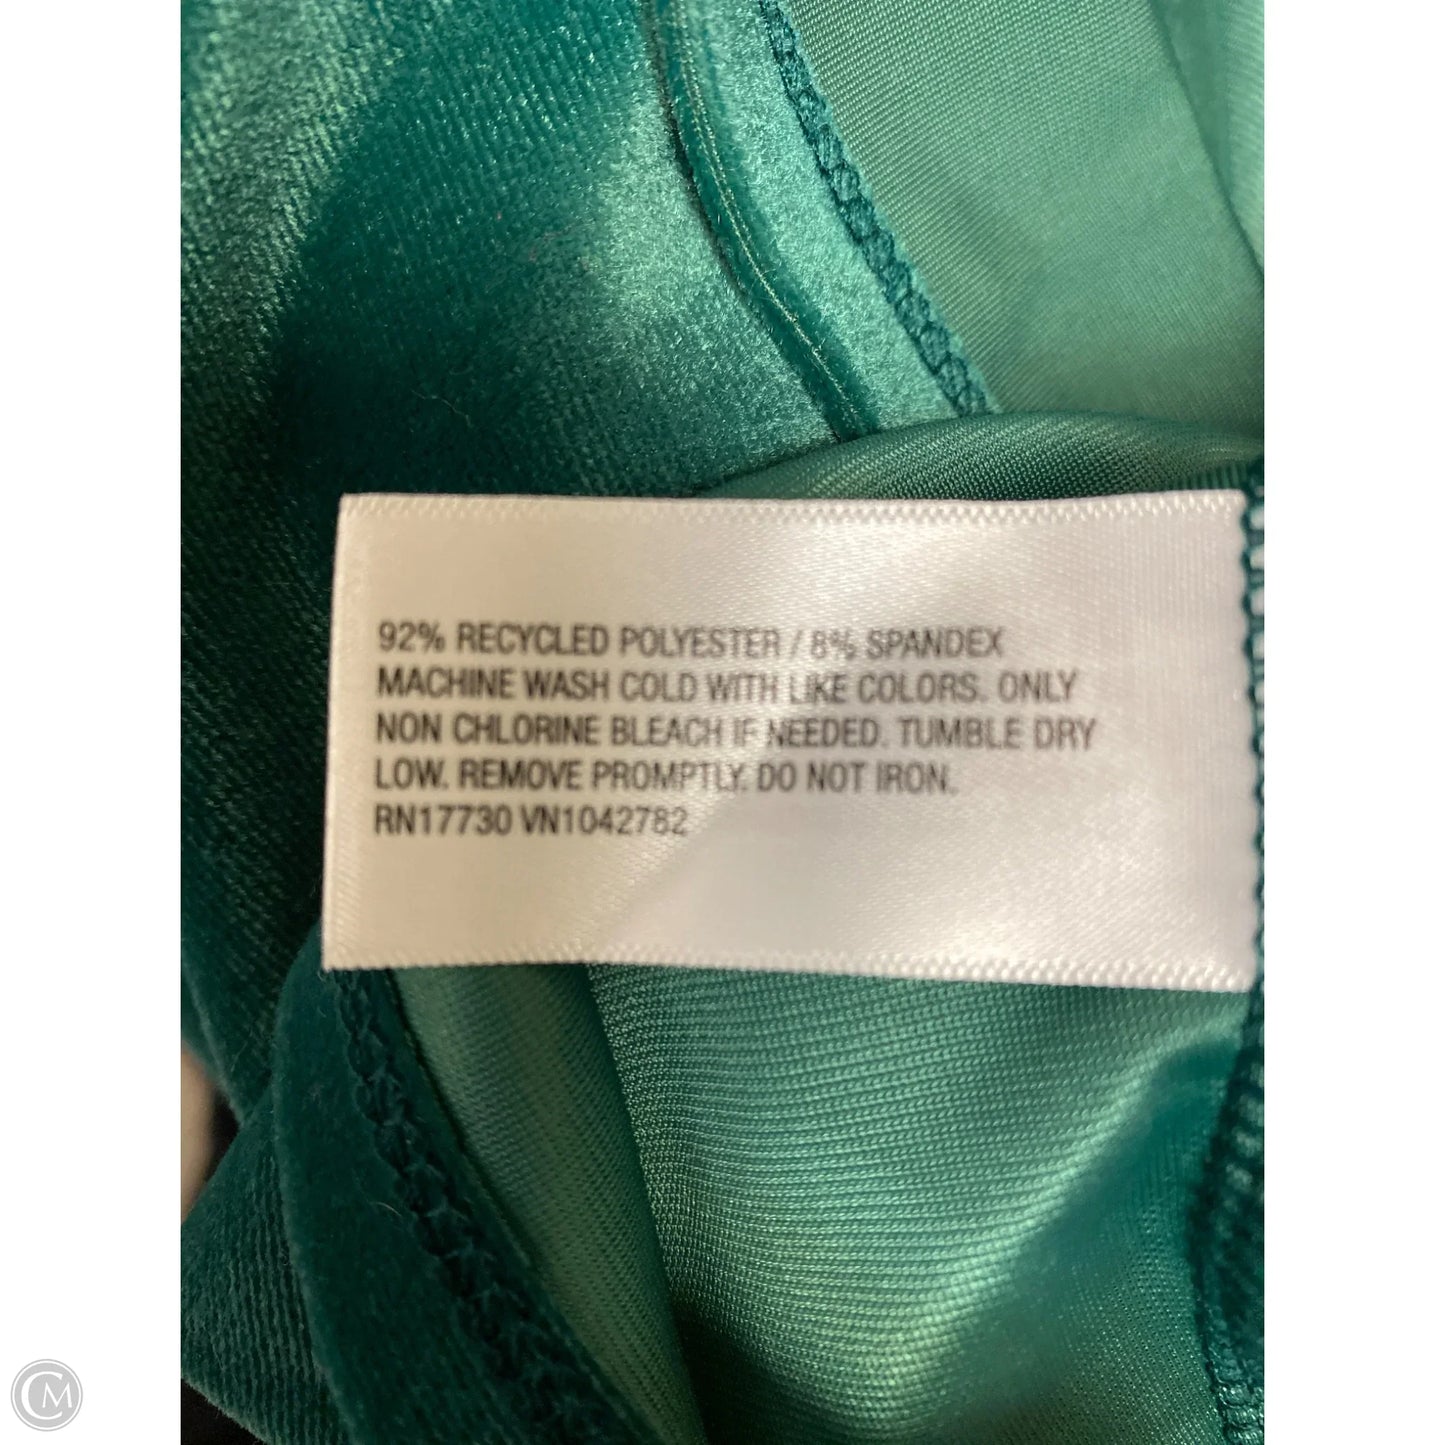 92% RECYCLED POLYESTER / 8% SPANDEX
MACHINE WASH COLD WITH LIKE COLORS. ONLY
NON CHLORINE BLEACH IF NEEDED. TUMBLE DRY
LOW. REMOVE PROMPTLY. DO NOT IRON.
RN17730 VN1042782
CM